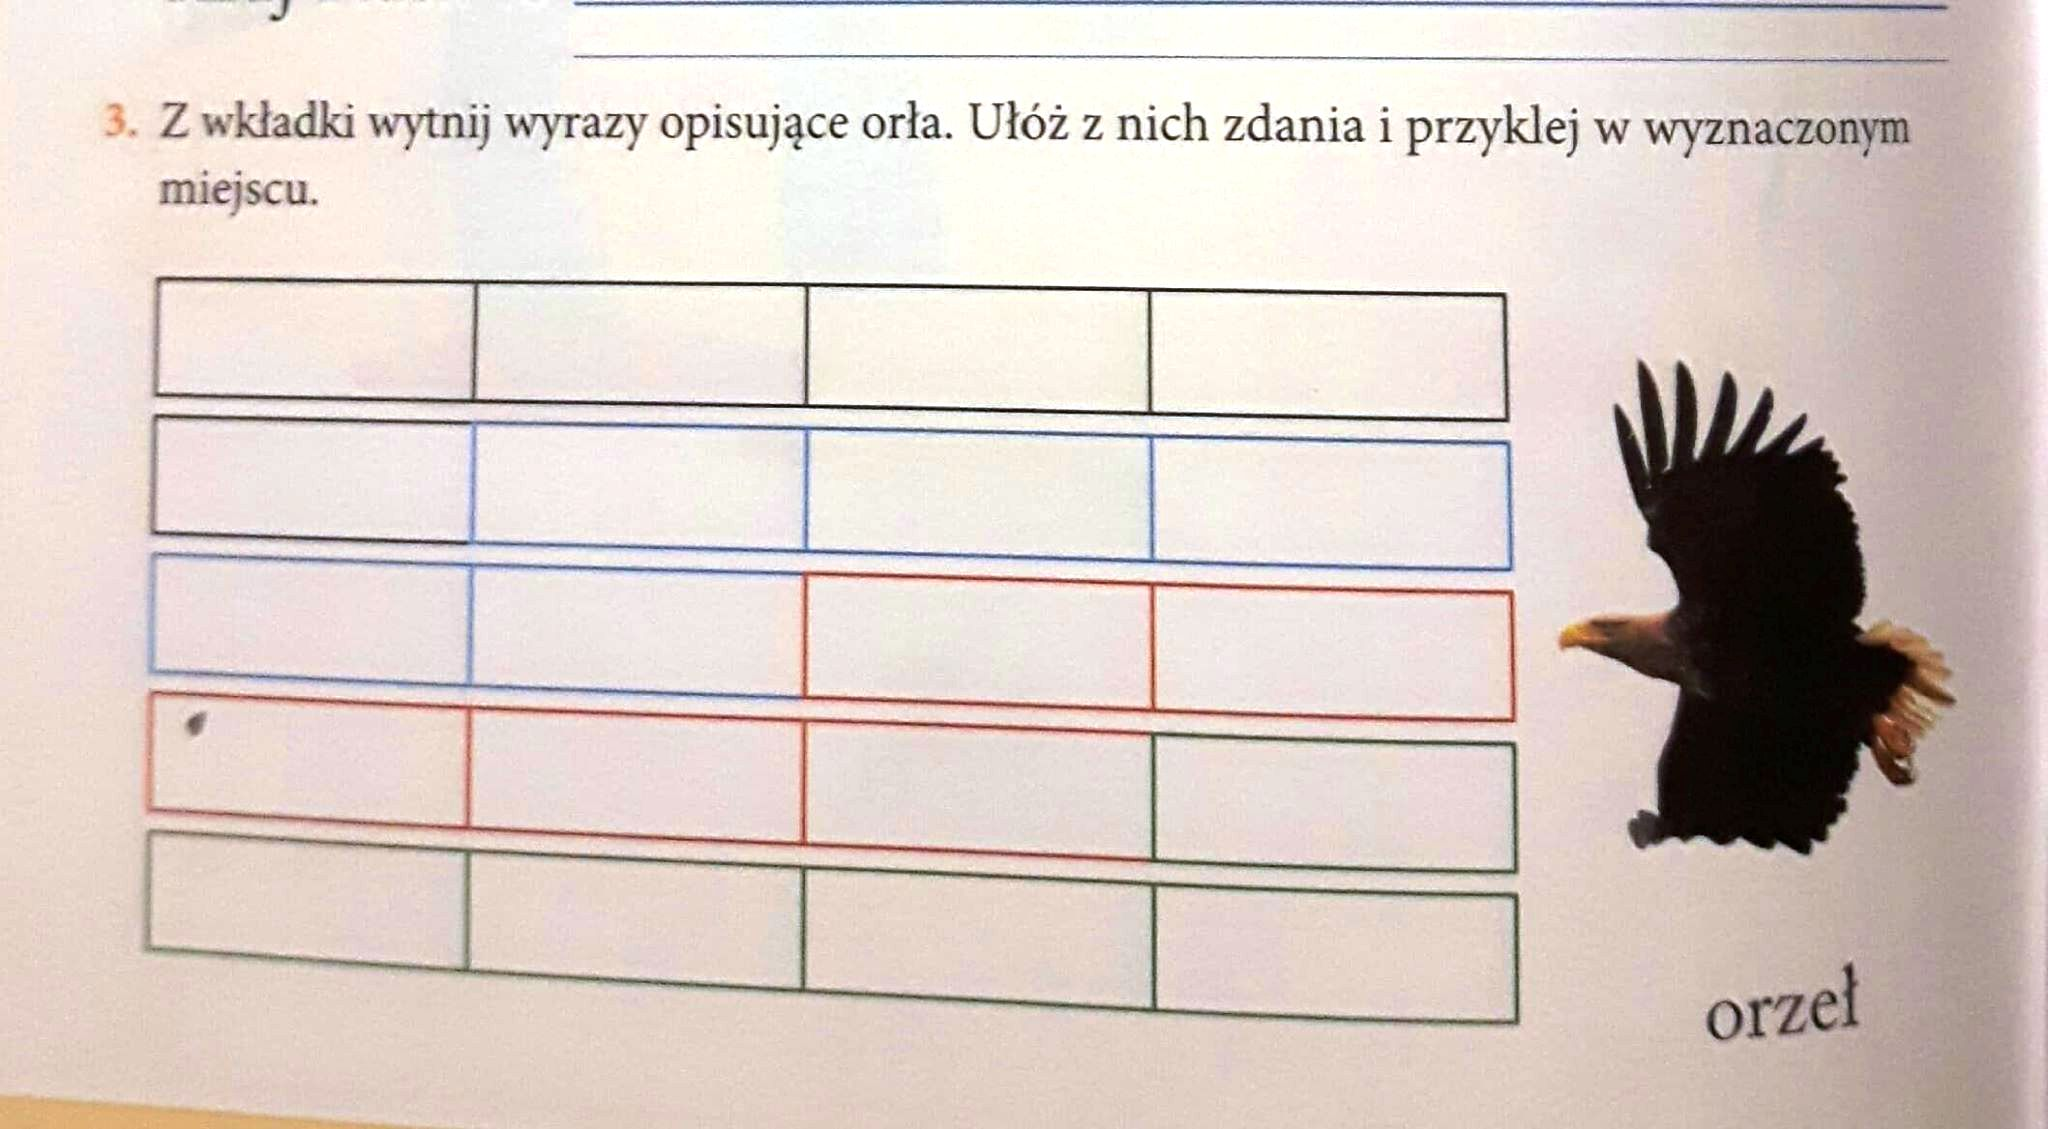 3. Z wkładki wytnij wyrazy opisujące orła. Ułóż z nich zdania i przyklej w wyznaczonym
miejscu.
orzeł